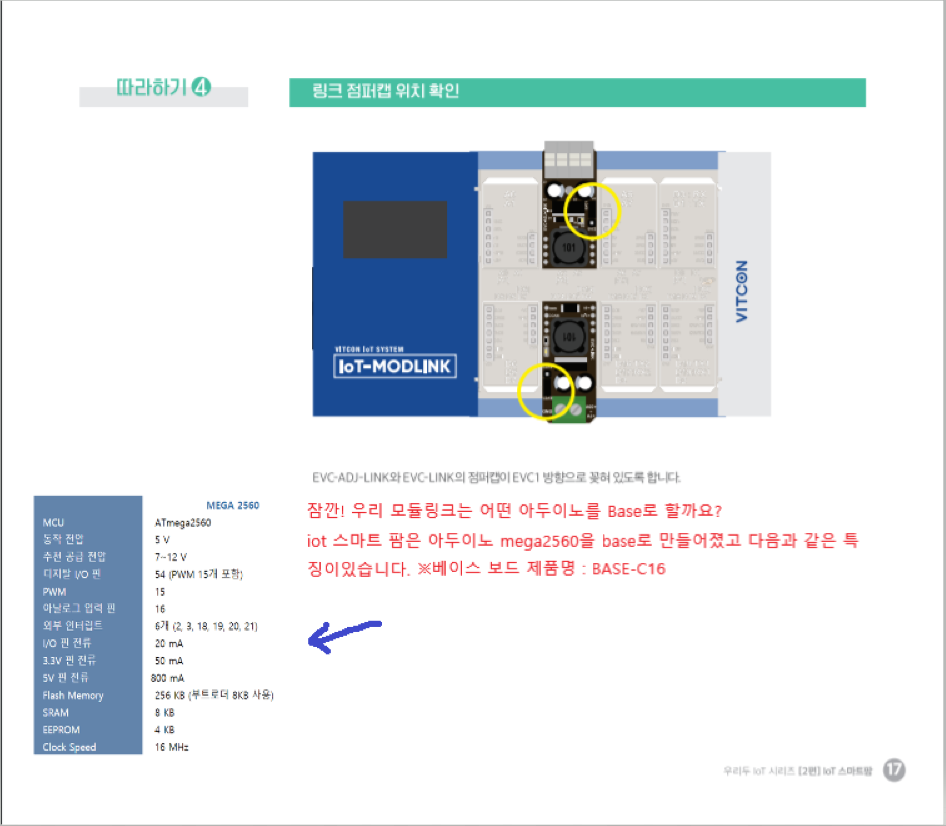 따라하기 4
링크 점퍼캡 위치 확인
101
VITCON
VITCON IoT SYSTEM
IoT-MODLINK
101
EVC-ADJ-LINK와 EVC-LINK의 점퍼캡이 EVC1 방향으로 꽂혀 있도록 합니다.
잠깐! 우리 모듈링크는 어떤 아두이노를 Base로 할까요?
iot 스마트 팜은 아두이노 mega2560을 base로 만들어졌고 다음과 같은 특
징이있습니다. ※베이스 보드 제품명 : BASE-C16
MEGA 2560
MCU ATmega2560
동작 전압 5 V
추천 공급 전압 7~12 V
디지탈 I/O 핀 54 (PWM 15개 포함)
PWM 15
아날로그 입력 핀 16
외부 인터럽트 6개 (2, 3, 18, 19, 20, 21)
I/O 핀 전류 20 mA
3.3V 핀 전류 50 mA
5V 핀 전류 800 mA
Flash Memory 256 KB (부트로더 8KB 사용)
SRAM 8 KB
EEPROM 4 KB
Clock Speed 16 MHz
우리두 IoT 시리즈 [2편] IoT 스마트팜 17